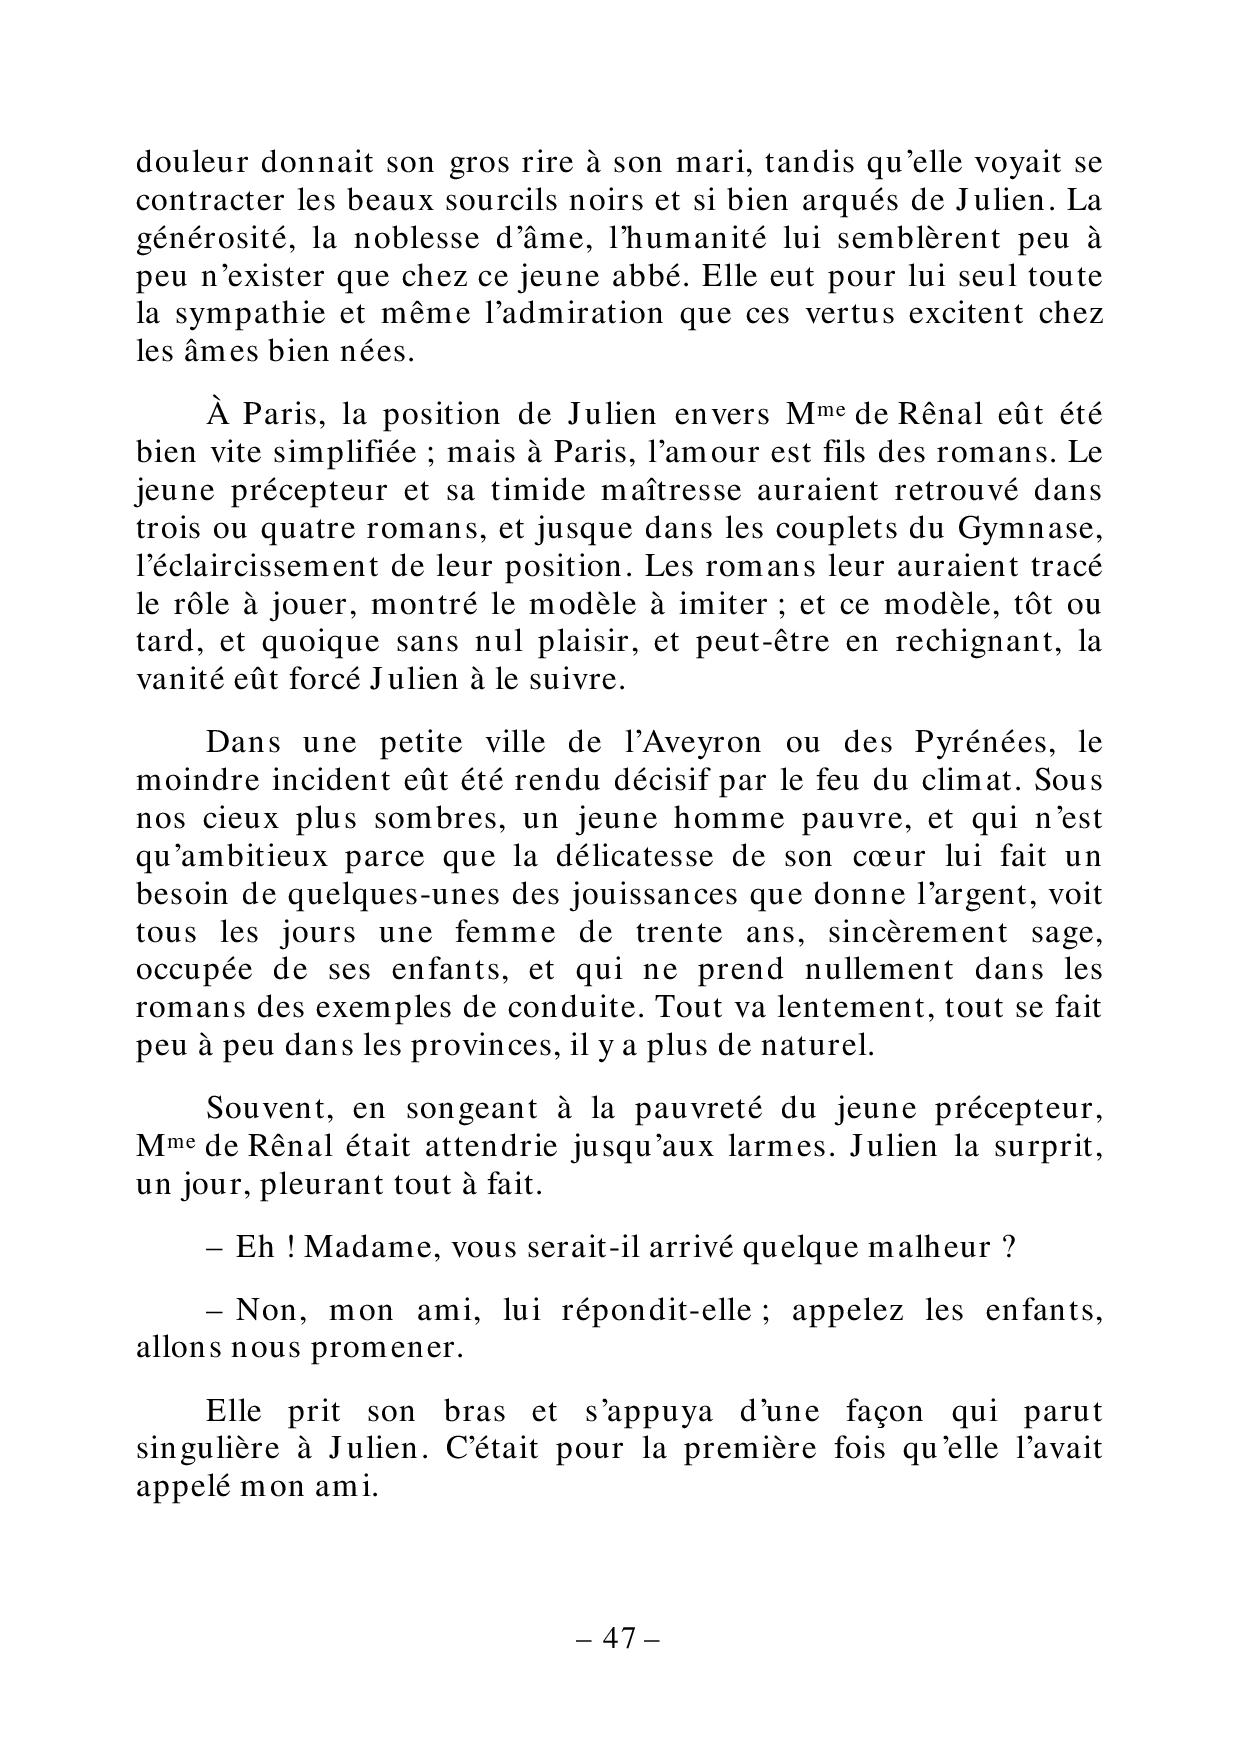 douleur donnait son gros rire à son mari, tandis qu’elle voyait se
contracter les beaux sourcils noirs et si bien arqués de Julien. La
générosité, la noblesse d’âme, l’humanité lui semblèrent peu à
peu n’exister que chez ce jeune abbé. Elle eut pour lui seul toute
la sympathie et même l’admiration que ces vertus excitent chez
les âmes bien nées.
À Paris, la position de Julien envers Mme de Rênal eût été
bien vite simplifiée ; mais à Paris, l’amour est fils des romans. Le
jeune précepteur et sa timide maîtresse auraient retrouvé dans
trois ou quatre romans, et jusque dans les couplets du Gymnase,
l’éclaircissement de leur position. Les romans leur auraient tracé
le rôle à jouer, montré le modèle à imiter ; et ce modèle, tôt ou
tard, et quoique sans nul plaisir, et peut-être en rechignant, la
vanité eût forcé Julien à le suivre.
Dans une petite ville de l’Aveyron ou des Pyrénées, le
moindre incident eût été rendu décisif par le feu du climat. Sous
nos cieux plus sombres, un jeune homme pauvre, et qui n’est
qu’ambitieux parce que la délicatesse de son cœur lui fait un
besoin de quelques-unes des jouissances que donne l’argent, voit
tous les jours une femme de trente ans, sincèrement sage,
occupée de ses enfants, et qui ne prend nullement dans les
romans des exemples de conduite. Tout va lentement, tout se fait
peu à peu dans les provinces, il y a plus de naturel.
Souvent, en songeant à la pauvreté du jeune précepteur,
Mme de Rênal était attendrie jusqu’aux larmes. Julien la surprit,
un jour, pleurant tout à fait.
– Eh ! Madame, vous serait-il arrivé quelque malheur ?
– Non, mon ami, lui répondit-elle ; appelez les enfants,
allons nous promener.
Elle prit son bras et s’appuya d’une façon qui parut
singulière à Julien. C’était pour la première fois qu’elle l’avait
appelé mon ami.
– 47 –